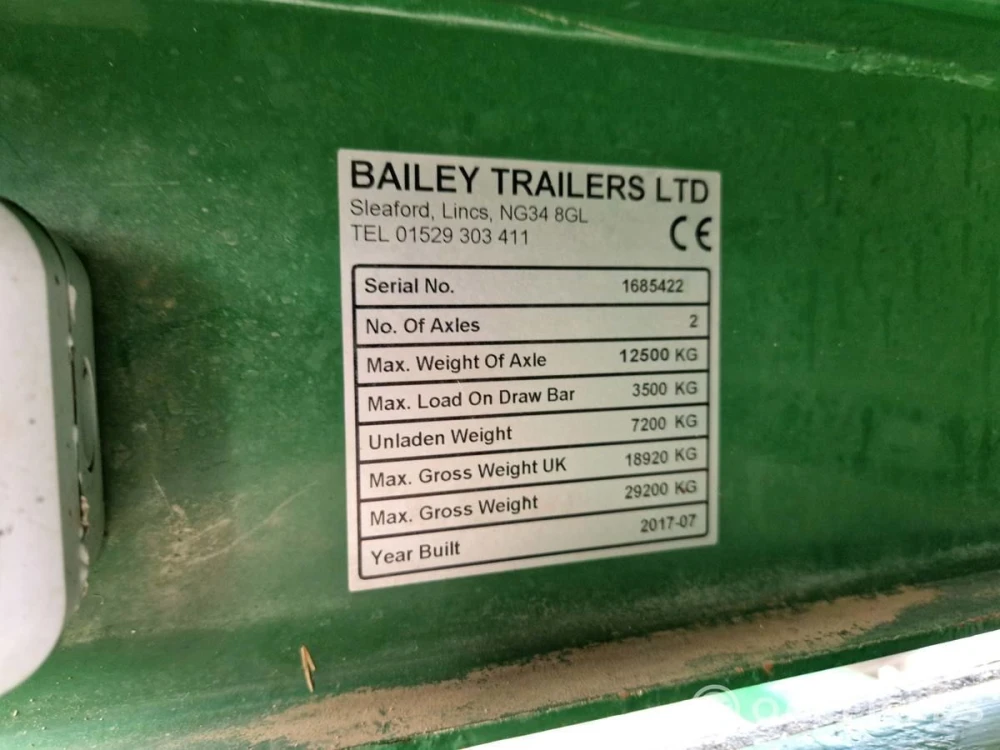 BAILEY TRAILERS LTD
Sleaford, Lincs, NG34 8GL
TEL 01529 303 411
CE
Serial No. 1685422
No. Of Axles 2
Max. Weight Of Axle 12500 KG
Max. Load On Draw Bar 3500 KG
Unladen Weight 7200 KG
Max. Gross Weight UK 18920 KG
Max. Gross Weight 29200 KG
Year Built 2017-07